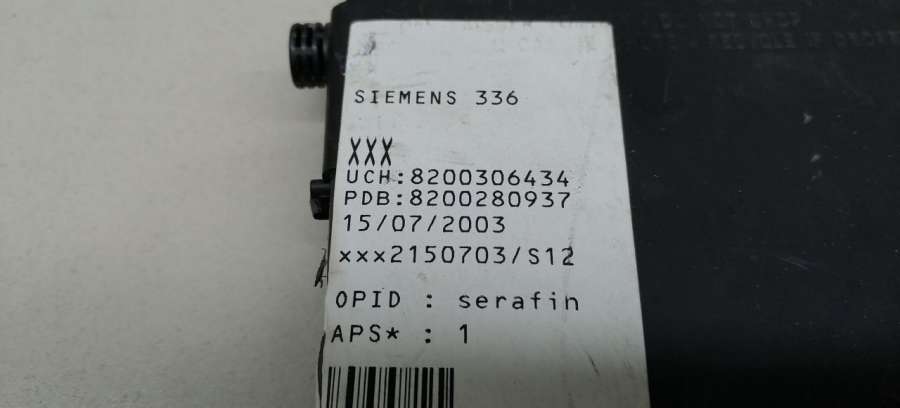 SIEMENS 336
XXX
UCH:8200306434
PDB:8200280937
15/07/2003
xxx2150703/S12
OPID : serafin
APS* : 1